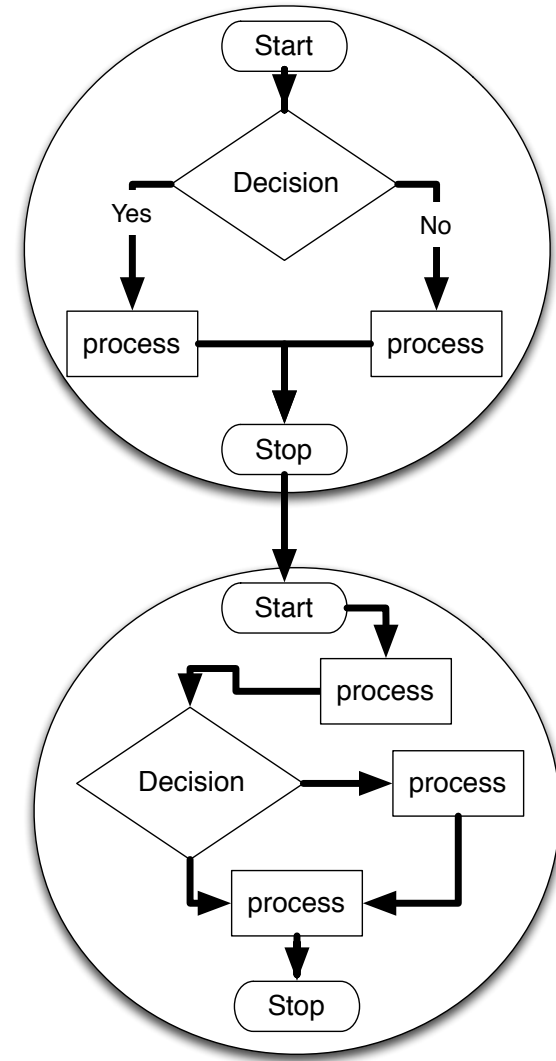 Start
Decision
Yes
No
process
process
Stop
Start
process
Decision
process
process
Stop